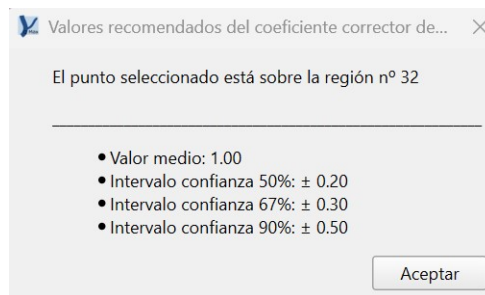 Valores recomendados del coeficiente corrector de...
El punto seleccionado está sobre la región nº 32
• Valor medio: 1.00
• Intervalo confianza 50%: ± 0.20
• Intervalo confianza 67%: ± 0.30
• Intervalo confianza 90%: ± 0.50
Aceptar